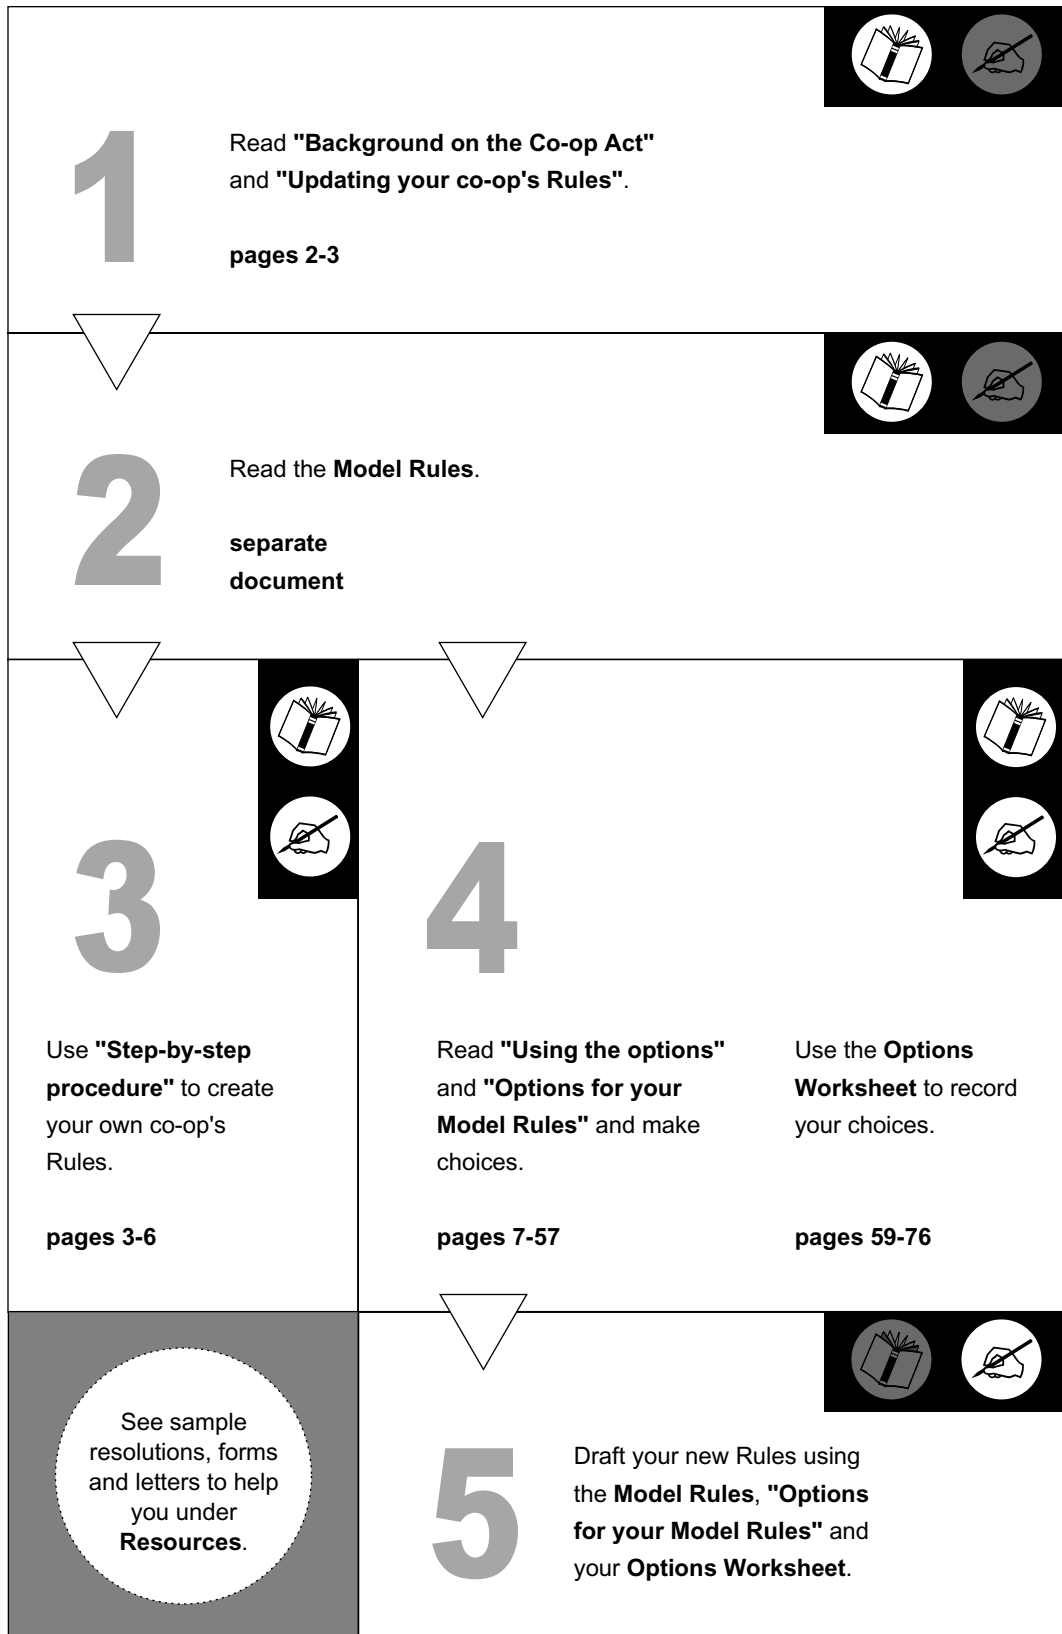 1
Read "Background on the Co-op Act"
and "Updating your co-op's Rules".
pages 2-3
2
Read the Model Rules.
separate
document
3
Use "Step-by-step
procedure" to create
your own co-op's
Rules.
pages 3-6
4
Read "Using the options"
and "Options for your
Model Rules" and make
choices.
pages 7-57
Use the Options
Worksheet to record
your choices.
pages 59-76
See sample
resolutions, forms
and letters to help
you under
Resources.
5
Draft your new Rules using
the Model Rules, "Options
for your Model Rules" and
your Options Worksheet.